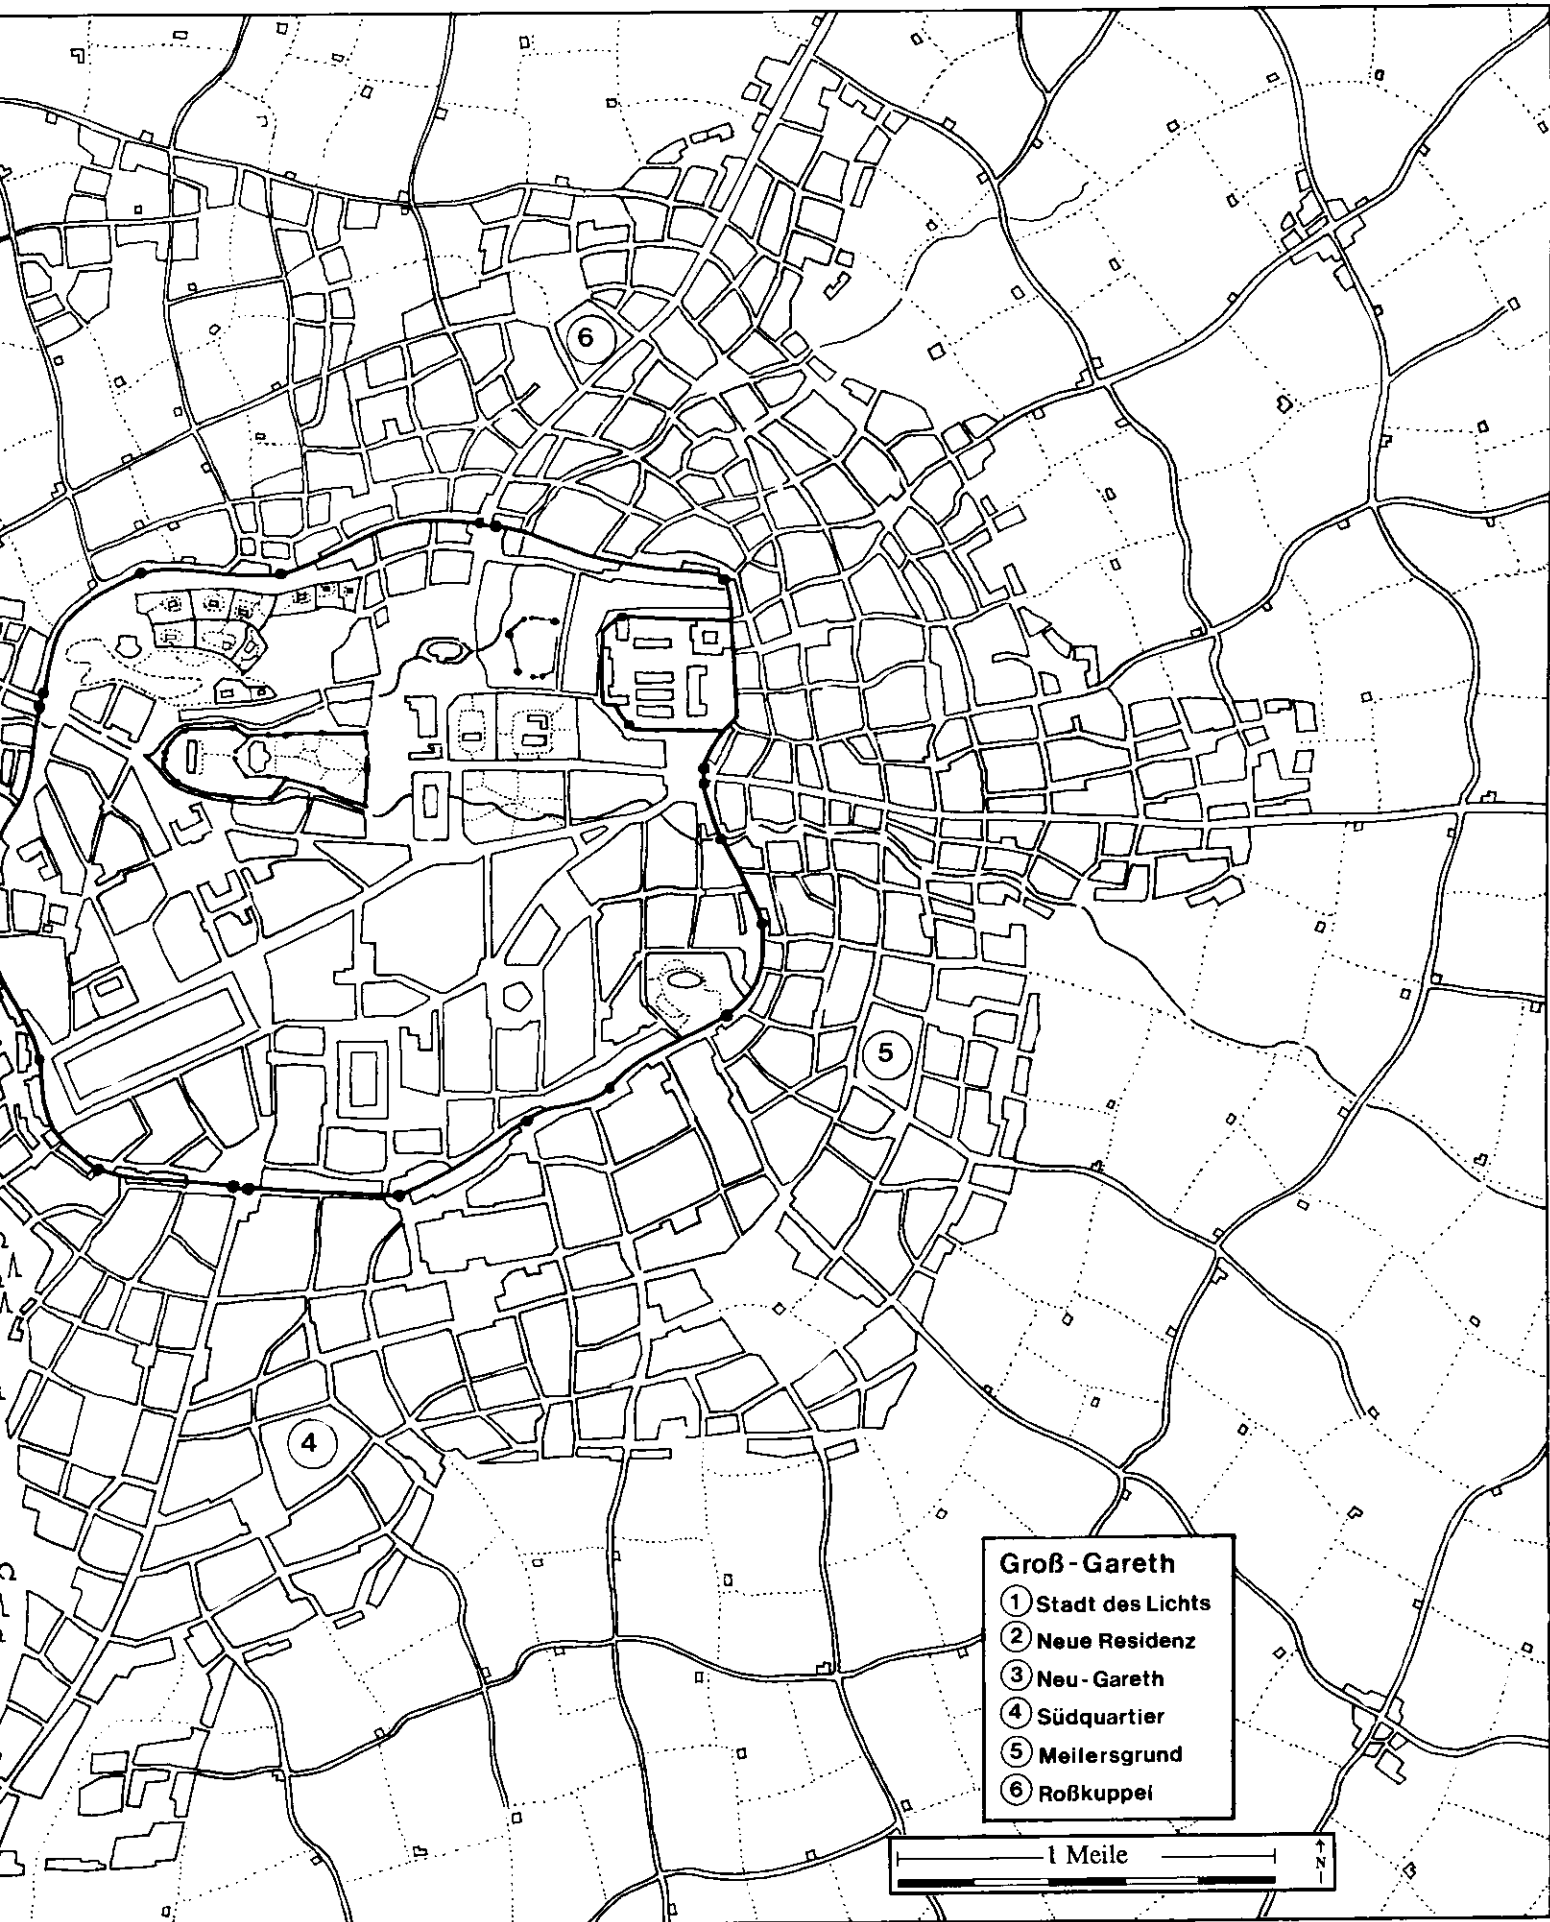 6
5
4
Groß-Gareth
1 Stadt des Lichts
2 Neue Residenz
3 Neu-Gareth
4 Südquartier
5 Meilersgrund
6 Roßkuppel
1 Meile
N